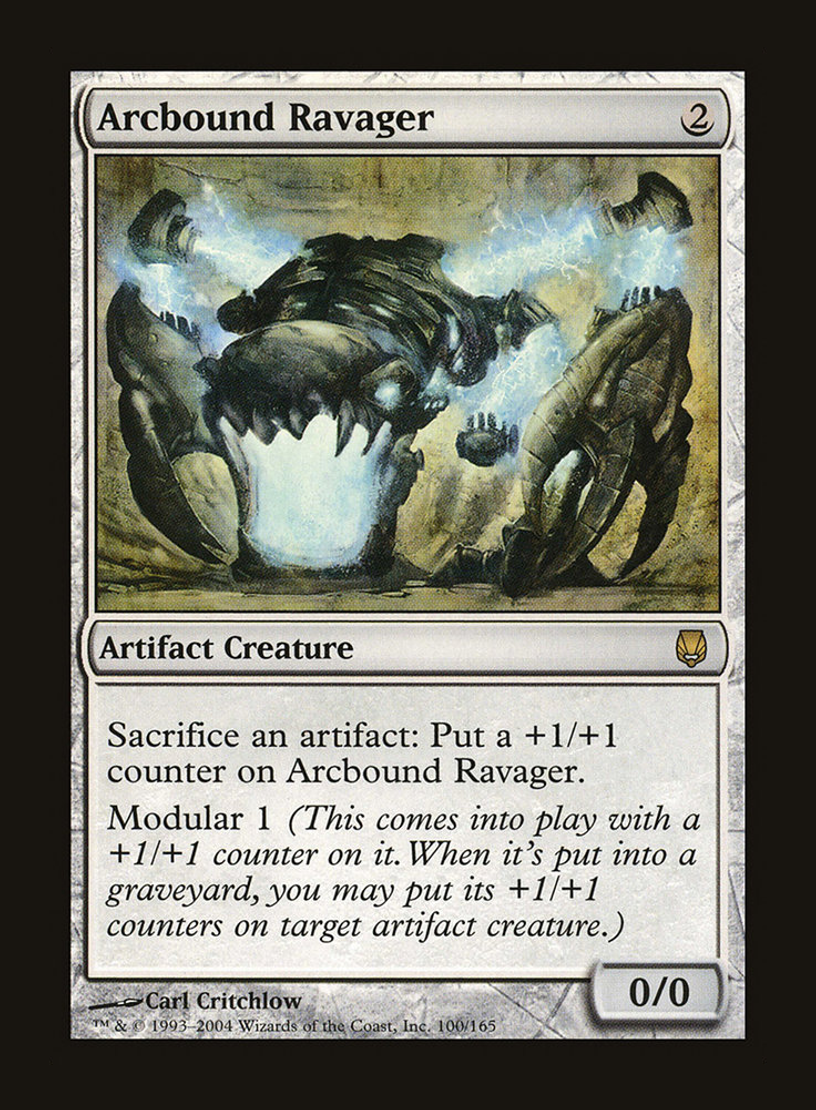 Arcbound Ravager 2
Artifact Creature
Sacrifice an artifact: Put a +1/+1
counter on Arcbound Ravager.
Modular 1 (This comes into play with a
+1/+1 counter on it. When it's put into a
graveyard, you may put its +1/+1
counters on target artifact creature.)
0/0
Carl Critchlow
™ & © 1993–2004 Wizards of the Coast, Inc. 100/165